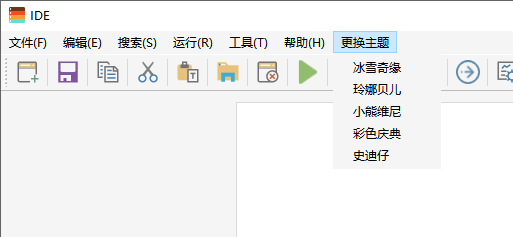 IDE
文件(F) 编辑(E) 搜索(S) 运行(R) 工具(T) 帮助(H) 更换主题
冰雪奇缘
玲娜贝儿
小熊维尼
彩色庆典
史迪仔